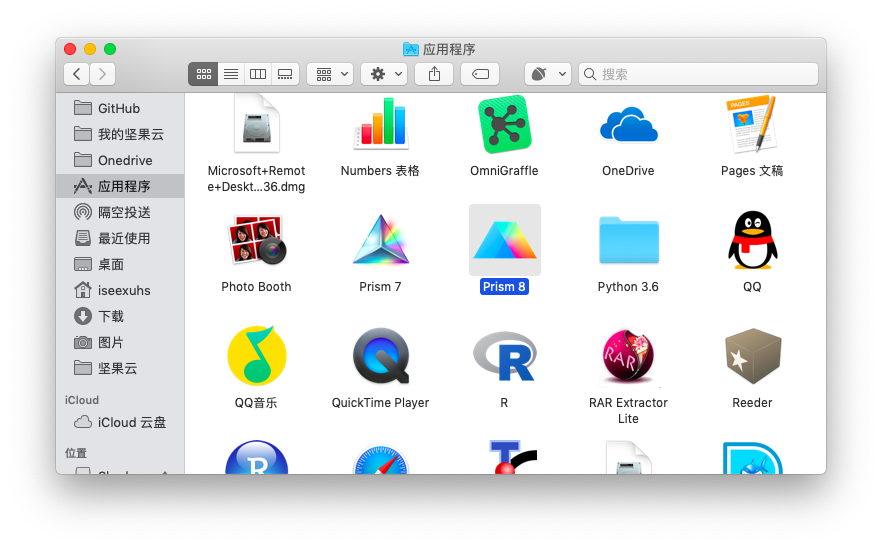 应用程序
搜索
GitHub
我的坚果云
Onedrive
应用程序
隔空投送
最近使用
桌面
iseexuhs
下载
图片
坚果云
iCloud
iCloud 云盘
位置
PAGES
Microsoft+Remot
e+Deskt…36.dmg
Numbers 表格
OmniGraffle
OneDrive
Pages 文稿
Photo Booth
Prism 7
Prism 8
Python 3.6
QQ
RAR
QQ音乐
QuickTime Player
R
RAR Extractor
Lite
Reeder
R